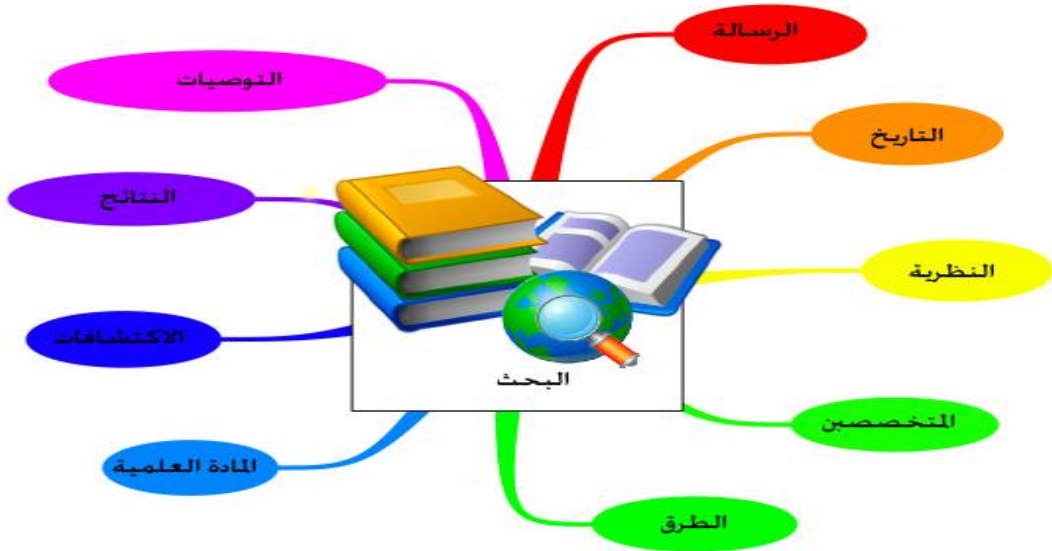 الرسالة
التاريخ
النظرية
المتخصصين
الطرق
المادة العلمية
الاكتشافات
النتائج
التوصيات
البحث